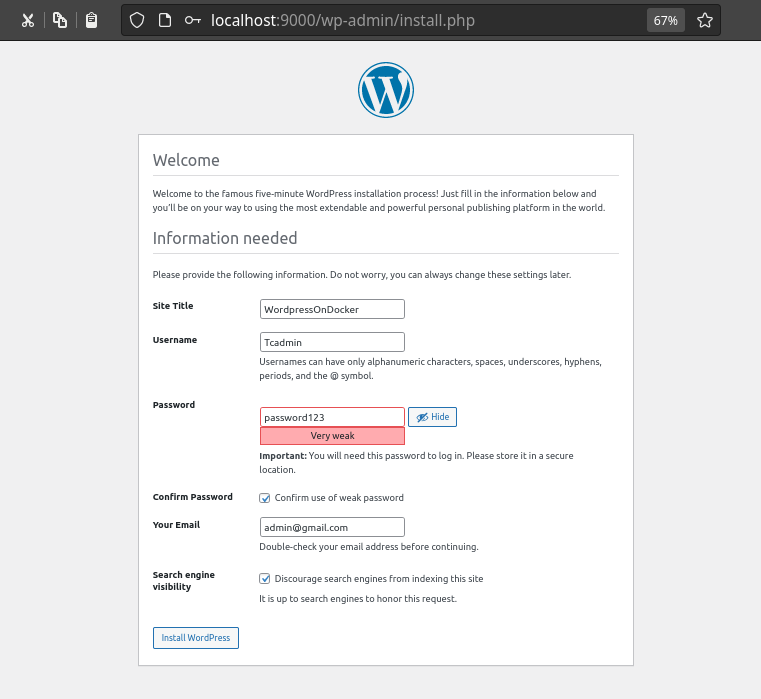 localhost:9000/wp-admin/install.php 67%
Welcome
Welcome to the famous five-minute WordPress installation process! Just fill in the information below and
you'll be on your way to using the most extendable and powerful personal publishing platform in the world.
Information needed
Please provide the following information. Do not worry, you can always change these settings later.
Site Title WordpressOnDocker
Username Tcadmin
Usernames can have only alphanumeric characters, spaces, underscores, hyphens,
periods, and the @ symbol.
Password
password123 Hide
Very weak
Important: You will need this password to log in. Please store it in a secure
location.
Confirm Password Confirm use of weak password
Your Email admin@gmail.com
Double-check your email address before continuing.
Search engine
visibility
Discourage search engines from indexing this site
It is up to search engines to honor this request.
Install WordPress